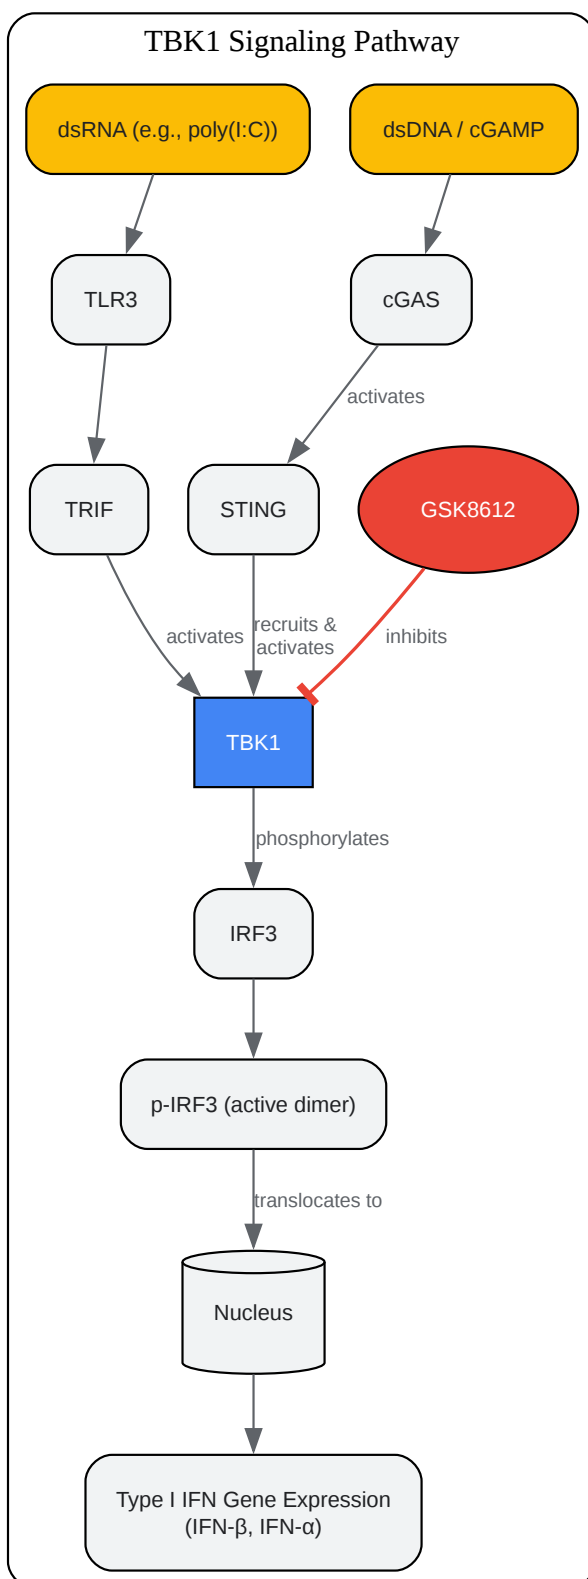 TBK1 Signaling Pathway
dsRNA (e.g., poly(I:C))
dsDNA / cGAMP
TLR3
cGAS
activates
TRIF
STING
GSK8612
activates
recruits &
activates
inhibits
TBK1
phosphorylates
IRF3
p-IRF3 (active dimer)
translocates to
Nucleus
Type I IFN Gene Expression
(IFN-β, IFN-α)